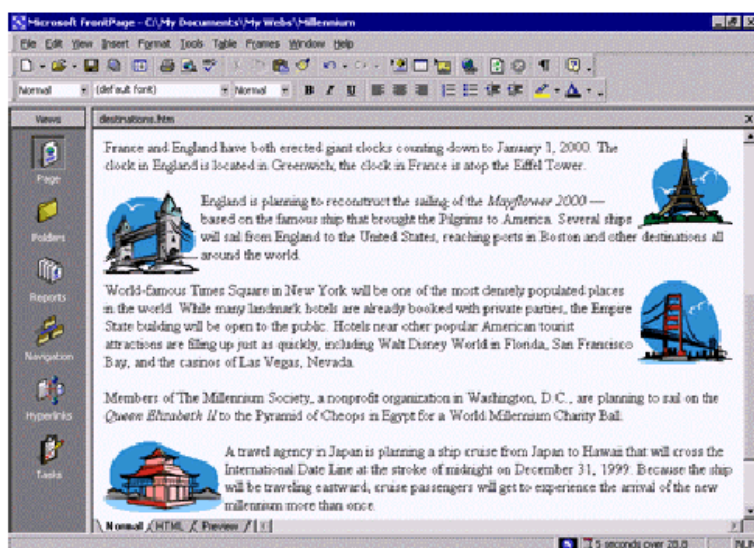 Microsoft FrontPage - C:\My Documents\My Webs\Millennium
File Edit View Insert Format Tools Table Frames Window Help
Normal (default font) Normal B I U A
Views destinations.htm
France and England have both erected giant clocks counting down to January 1, 2000. The
clock in England is located in Greenwich, the clock in France is atop the Eiffel Tower.
Page
England is planning to reconstruct the sailing of the Mayflower 2000 —
based on the famous ship that brought the Pilgrims to America. Several ships
will sail from England to the United States, reaching ports in Boston and other destinations all
around the world.
Folders
World-famous Times Square in New York will be one of the most densely populated places
in the world. While many landmark hotels are already booked with private parties, the Empire
State building will be open to the public. Hotels near other popular American tourist
attractions are filling up just as quickly, including Walt Disney World in Florida, San Francisco
Bay, and the casinos of Las Vegas, Nevada.
Reports
Navigation
Members of The Millennium Society, a nonprofit organization in Washington, D.C., are planning to sail on the
Queen Elizabeth II to the Pyramid of Cheops in Egypt for a World Millennium Charity Ball.
Hyperlinks
A travel agency in Japan is planning a ship cruise from Japan to Hawaii that will cross the
International Date Line at the stroke of midnight on December 31, 1999. Because the ship
will be traveling eastward, cruise passengers will get to experience the arrival of the new
millennium more than once.
Tasks
Normal HTML Preview
5 seconds over 28.8 NUM